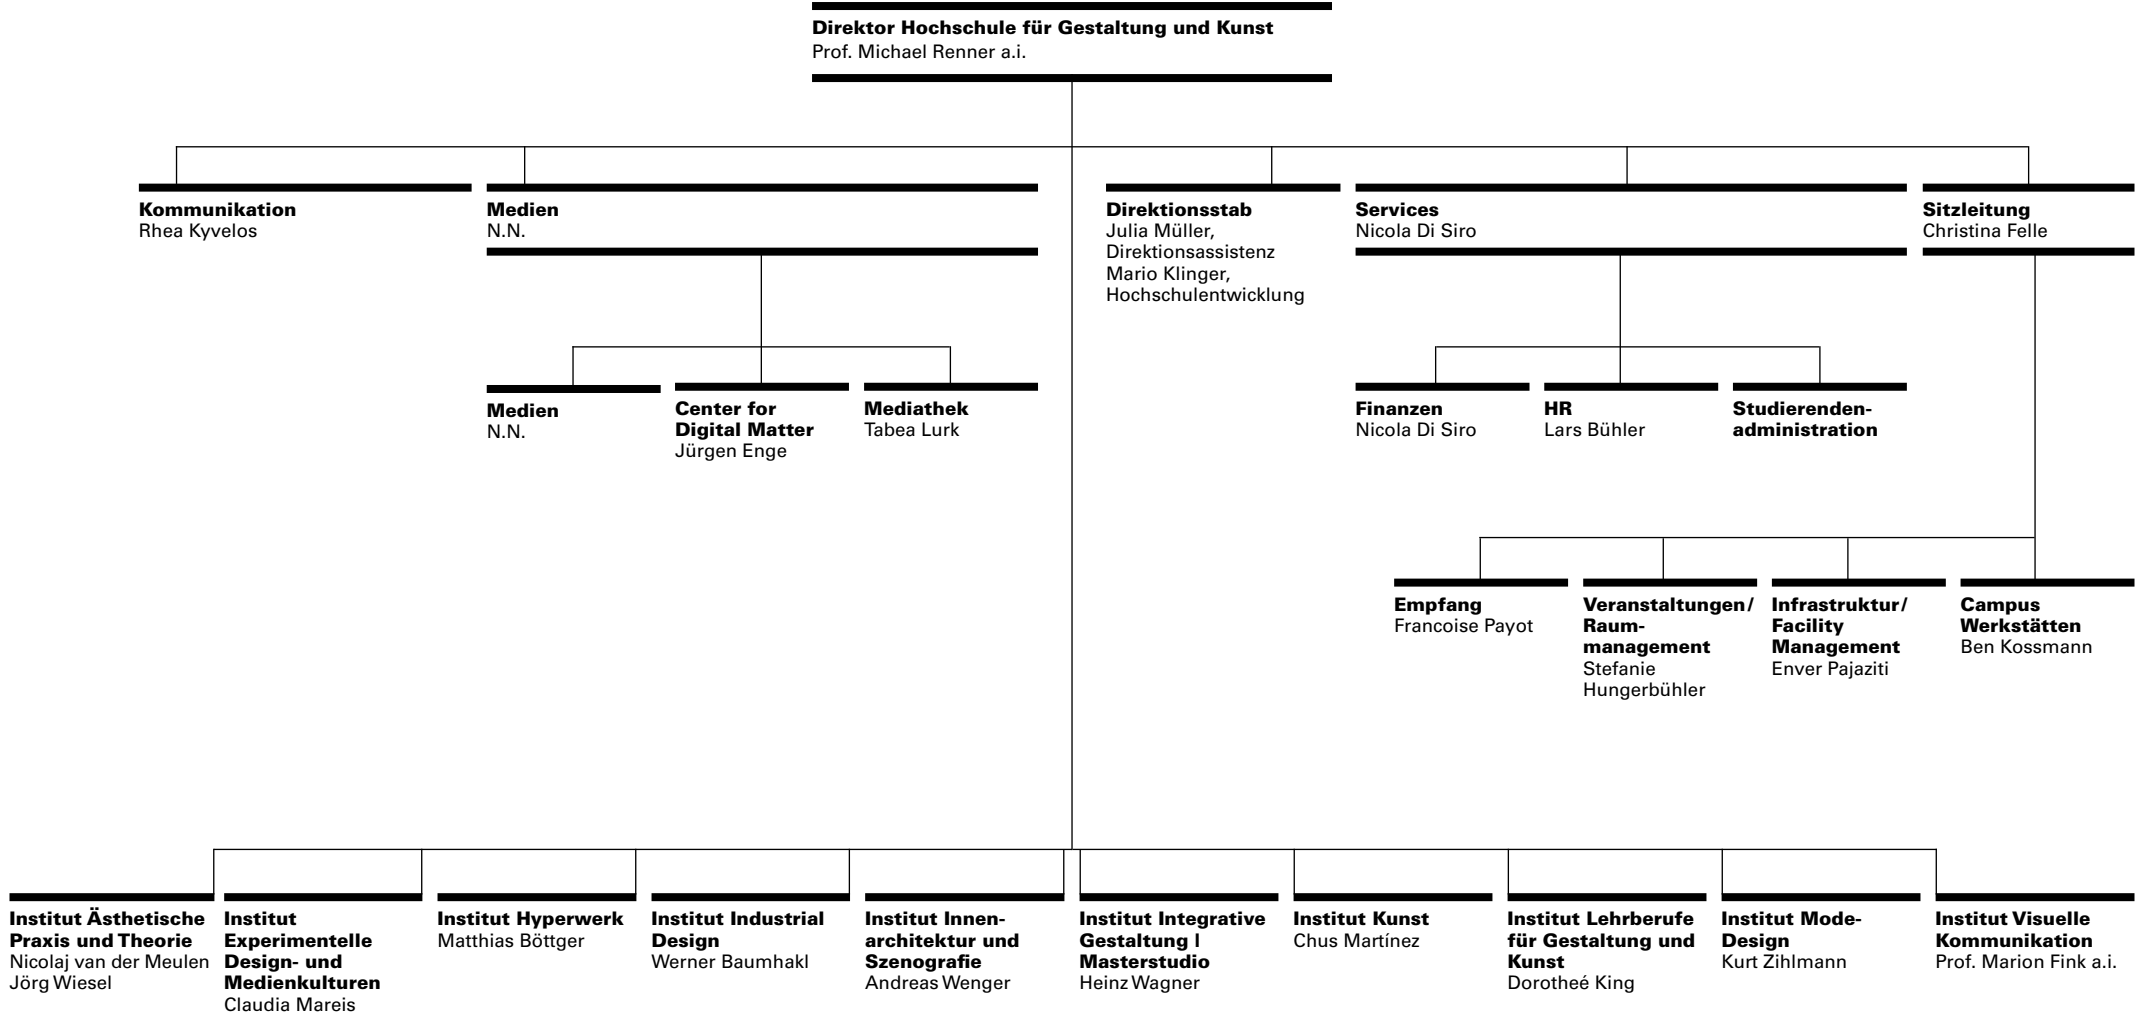 Direktor Hochschule für Gestaltung und Kunst
Prof. Michael Renner a.i.
Kommunikation
Rhea Kyvelos
Medien
N.N.
Direktionsstab
Julia Müller,
Direktionsassistenz
Mario Klinger,
Hochschulentwicklung
Services
Nicola Di Siro
Sitzleitung
Christina Felle
Medien
N.N.
Center for
Digital Matter
Jürgen Enge
Mediathek
Tabea Lurk
Finanzen
Nicola Di Siro
HR
Lars Bühler
Studierenden-
administration
Empfang
Francoise Payot
Veranstaltungen/
Raum-
management
Stefanie
Hungerbühler
Infrastruktur/
Facility
Management
Enver Pajaziti
Campus
Werkstätten
Ben Kossmann
Institut Ästhetische
Praxis und Theorie
Nicolaj van der Meulen
Jörg Wiesel
Institut
Experimentelle
Design- und
Medienkulturen
Claudia Mareis
Institut Hyperwerk
Matthias Böttger
Institut Industrial
Design
Werner Baumhakl
Institut Innen-
architektur und
Szenografie
Andreas Wenger
Institut Integrative
Gestaltung |
Masterstudio
Heinz Wagner
Institut Kunst
Chus Martínez
Institut Lehrberufe
für Gestaltung und
Kunst
Dorotheé King
Institut Mode-
Design
Kurt Zihlmann
Institut Visuelle
Kommunikation
Prof. Marion Fink a.i.